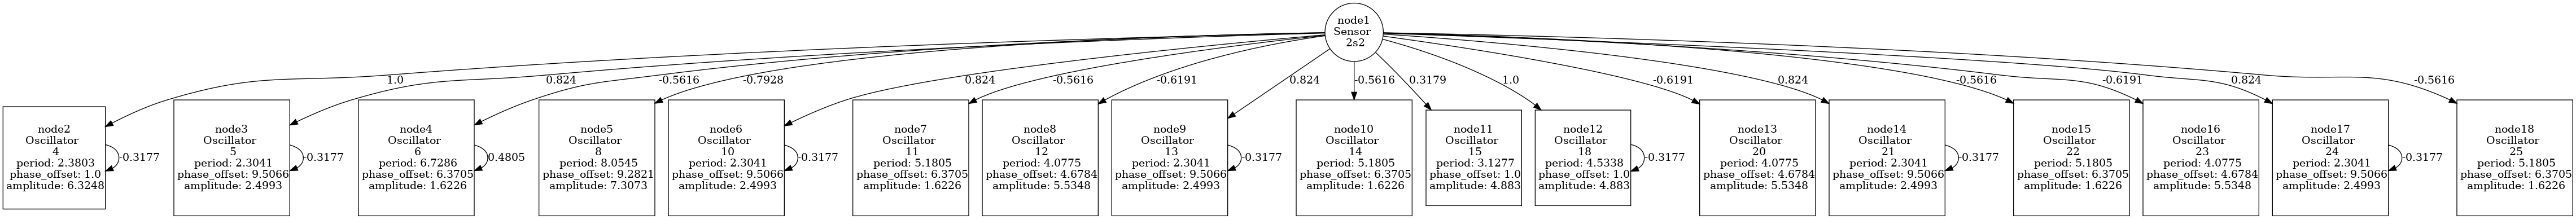 node1
Sensor
2s2
1.0
0.824
-0.5616
-0.7928
0.824
-0.5616
-0.6191
0.824
-0.5616
0.3179
1.0
-0.6191
0.824
-0.5616
-0.6191
0.824
-0.5616
node2
Oscillator
4
period: 2.3803
phase_offset: 1.0
amplitude: 6.3248
-0.3177
node3
Oscillator
5
period: 2.3041
phase_offset: 9.5066
amplitude: 2.4993
-0.3177
node4
Oscillator
6
period: 6.7286
phase_offset: 6.3705
amplitude: 1.6226
0.4805
node5
Oscillator
8
period: 8.0545
phase_offset: 9.2821
amplitude: 7.3073
node6
Oscillator
10
period: 2.3041
phase_offset: 9.5066
amplitude: 2.4993
-0.3177
node7
Oscillator
11
period: 5.1805
phase_offset: 6.3705
amplitude: 1.6226
node8
Oscillator
12
period: 4.0775
phase_offset: 4.6784
amplitude: 5.5348
node9
Oscillator
13
period: 2.3041
phase_offset: 9.5066
amplitude: 2.4993
-0.3177
node10
Oscillator
14
period: 5.1805
phase_offset: 6.3705
amplitude: 1.6226
node11
Oscillator
15
period: 3.1277
phase_offset: 1.0
amplitude: 4.883
node12
Oscillator
18
period: 4.5338
phase_offset: 1.0
amplitude: 4.883
-0.3177
node13
Oscillator
20
period: 4.0775
phase_offset: 4.6784
amplitude: 5.5348
node14
Oscillator
21
period: 2.3041
phase_offset: 9.5066
amplitude: 2.4993
-0.3177
node15
Oscillator
22
period: 5.1805
phase_offset: 6.3705
amplitude: 1.6226
node16
Oscillator
23
period: 4.0775
phase_offset: 4.6784
amplitude: 5.5348
node17
Oscillator
24
period: 2.3041
phase_offset: 9.5066
amplitude: 2.4993
-0.3177
node18
Oscillator
25
period: 5.1805
phase_offset: 6.3705
amplitude: 1.6226